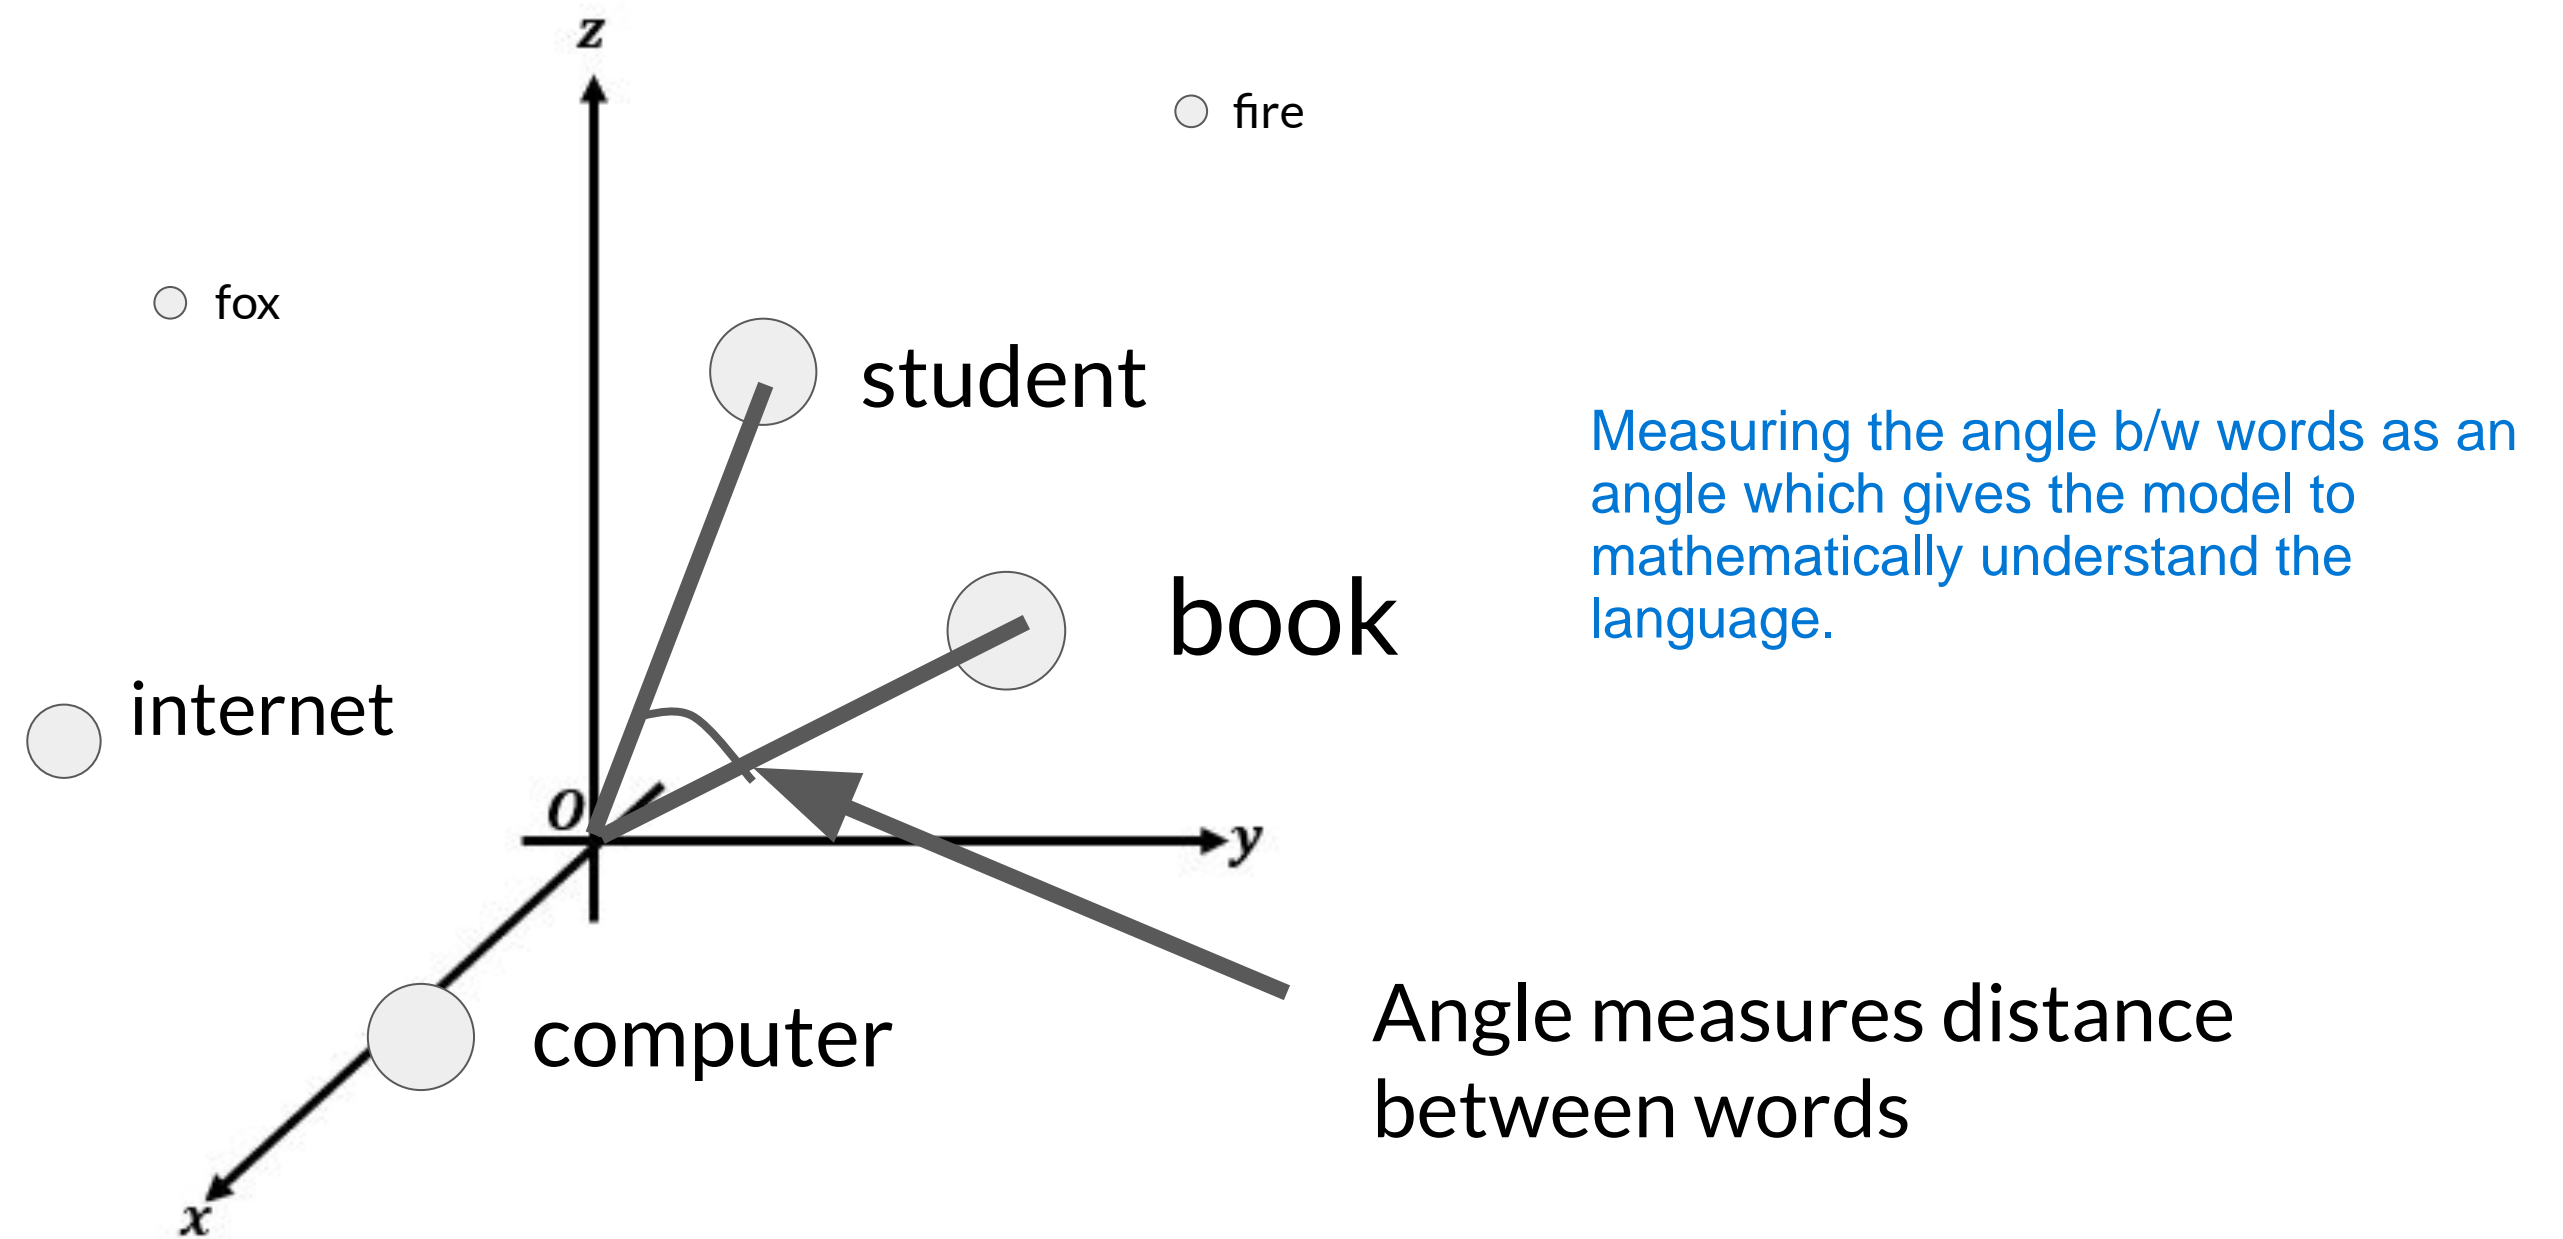 z
fire
fox
student
Measuring the angle b/w words as an
angle which gives the model to
mathematically understand the
language.
book
internet
O
y
computer
Angle measures distance
between words
x